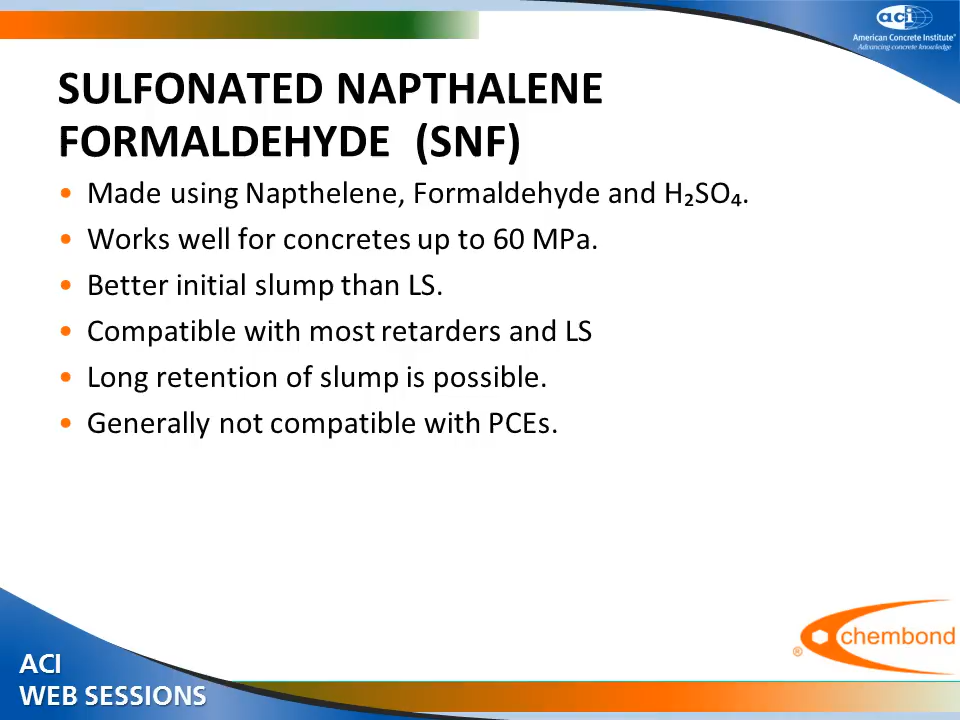 aci
American Concrete Institute®
Advancing concrete knowledge
SULFONATED NAPTHALENE
FORMALDEHYDE (SNF)
• Made using Napthelene, Formaldehyde and H₂SO₄.
• Works well for concretes up to 60 MPa.
• Better initial slump than LS.
• Compatible with most retarders and LS
• Long retention of slump is possible.
• Generally not compatible with PCEs.
® chembond
ACI
WEB SESSIONS